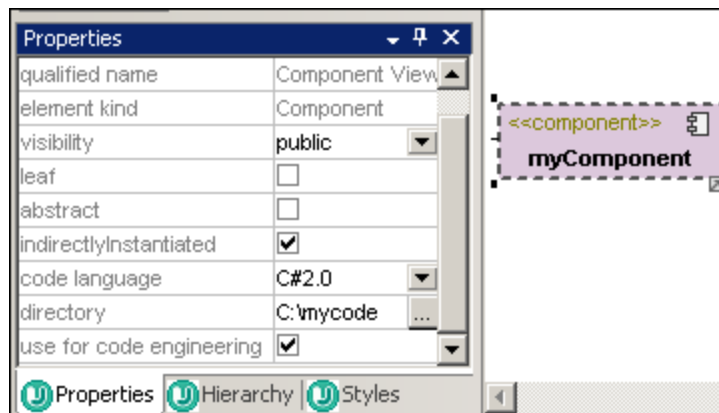 Properties
qualified name Component View
element kind Component
visibility public
leaf
abstract
indirectlyInstantiated
code language C#2.0
directory C:\mycode ...
use for code engineering
Properties Hierarchy Styles
<<component>>
myComponent